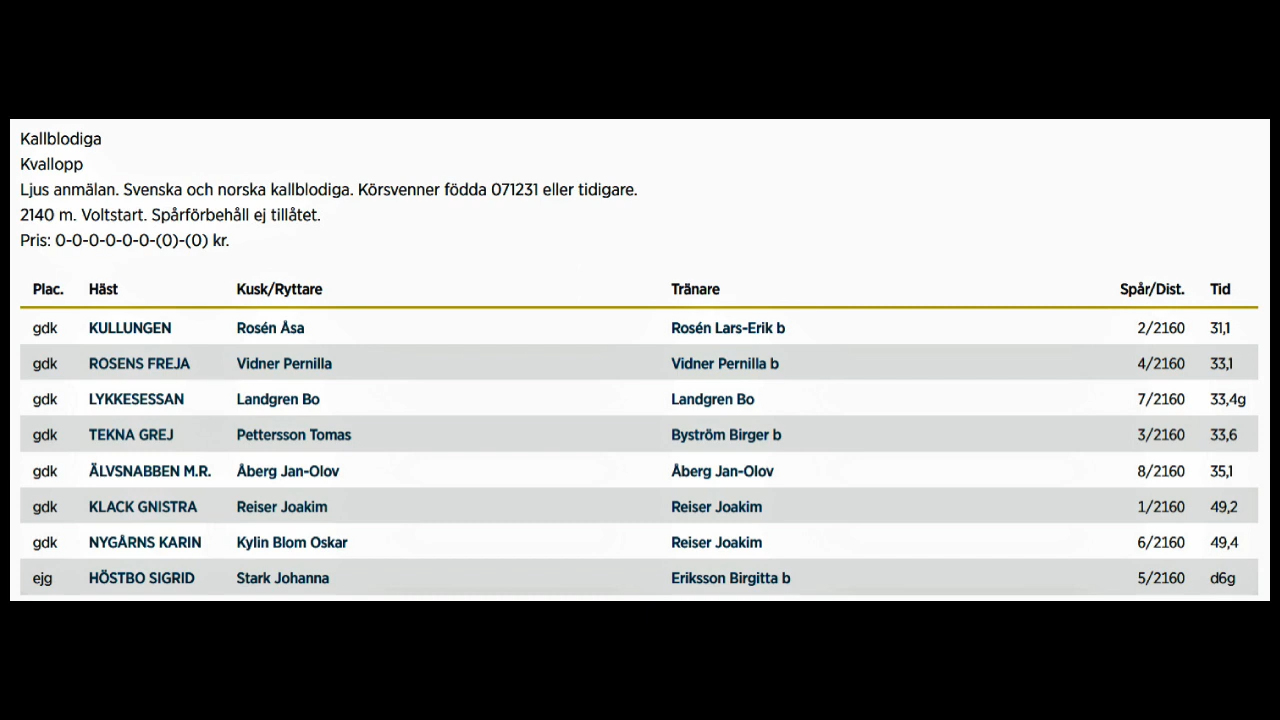 Kallblodiga
Kvallopp
Ljus anmälan. Svenska och norska kallblodiga. Körsvenner födda 071231 eller tidigare.
2140 m. Voltstart. Spårförbehåll ej tillåtet.
Pris: 0-0-0-0-0-0-(0)-(0) kr.
Plac. Häst Kusk/Ryttare Tränare Spår/Dist. Tid
gdk KULLUNGEN Rosén Åsa Rosén Lars-Erik b 2/2160 31,1
gdk ROSENS FREJA Vidner Pernilla Vidner Pernilla b 4/2160 33,1
gdk LYKKESESSAN Landgren Bo Landgren Bo 7/2160 33,4g
gdk TEKNA GREJ Pettersson Tomas Byström Birger b 3/2160 33,6
gdk ÄLVSNABBEN M.R. Åberg Jan-Olov Åberg Jan-Olov 8/2160 35,1
gdk KLACK GNISTRA Reiser Joakim Reiser Joakim 1/2160 49,2
gdk NYGÅRNS KARIN Kylin Blom Oskar Reiser Joakim 6/2160 49,4
ejg HÖSTBO SIGRID Stark Johanna Eriksson Birgitta b 5/2160 d6g